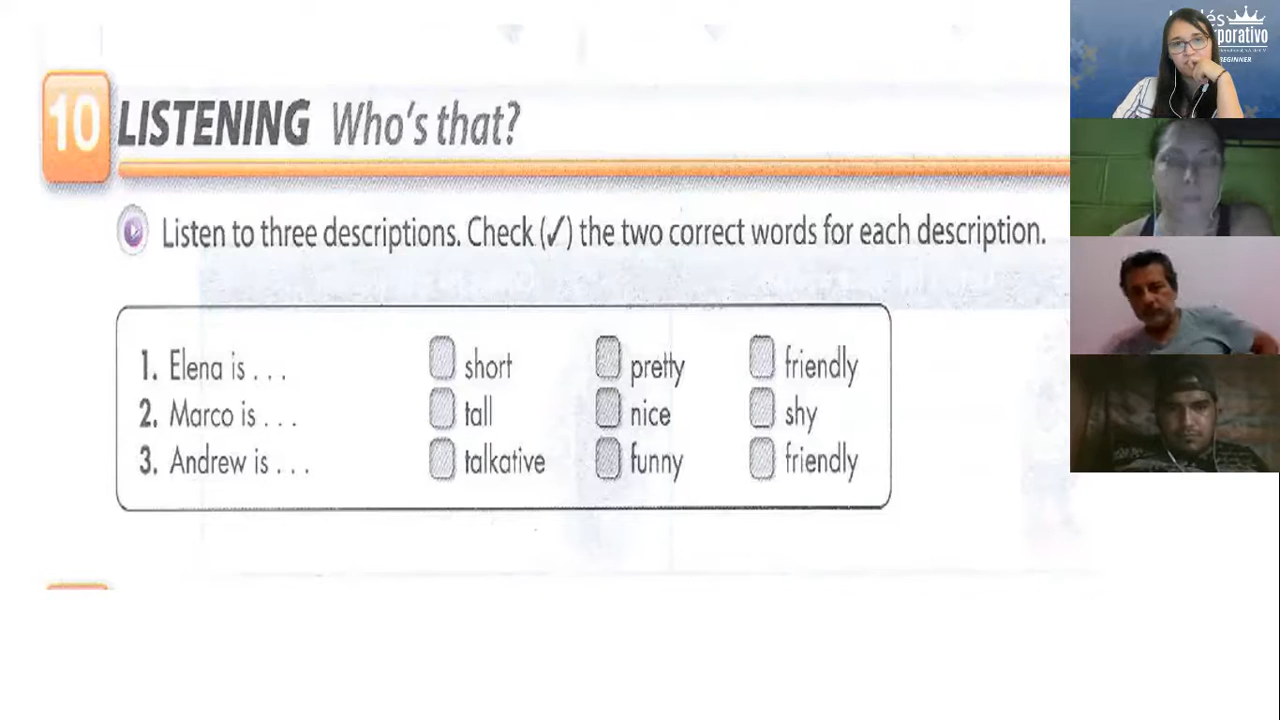 10 LISTENING Who's that?
Listen to three descriptions. Check (✓) the two correct words for each description.
1. Elena is . . . short pretty friendly
2. Marco is . . . tall nice shy
3. Andrew is . . . talkative funny friendly
BEGINNER